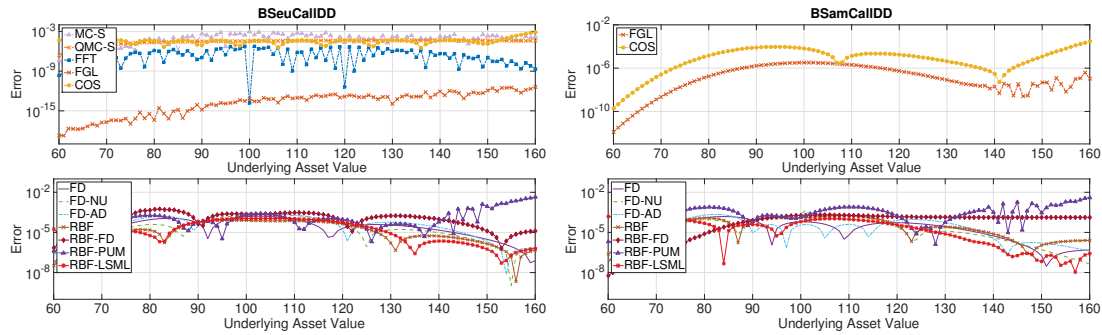 BSeuCallDD
10^-3
10^-9
10^-15
Error
MC-S
QMC-S
FFT
FGL
COS
60 70 80 90 100 110 120 130 140 150 160
Underlying Asset Value
BSamCallDD
10^-2
10^-6
10^-10
Error
FGL
COS
60 70 80 90 100 110 120 130 140 150 160
Underlying Asset Value
10^-2
10^-5
10^-8
Error
FD
FD-NU
FD-AD
RBF
RBF-FD
RBF-PUM
RBF-LSML
60 70 80 90 100 110 120 130 140 150 160
Underlying Asset Value
10^-2
10^-5
10^-8
Error
FD
FD-NU
FD-AD
RBF
RBF-FD
RBF-PUM
RBF-LSML
60 70 80 90 100 110 120 130 140 150 160
Underlying Asset Value